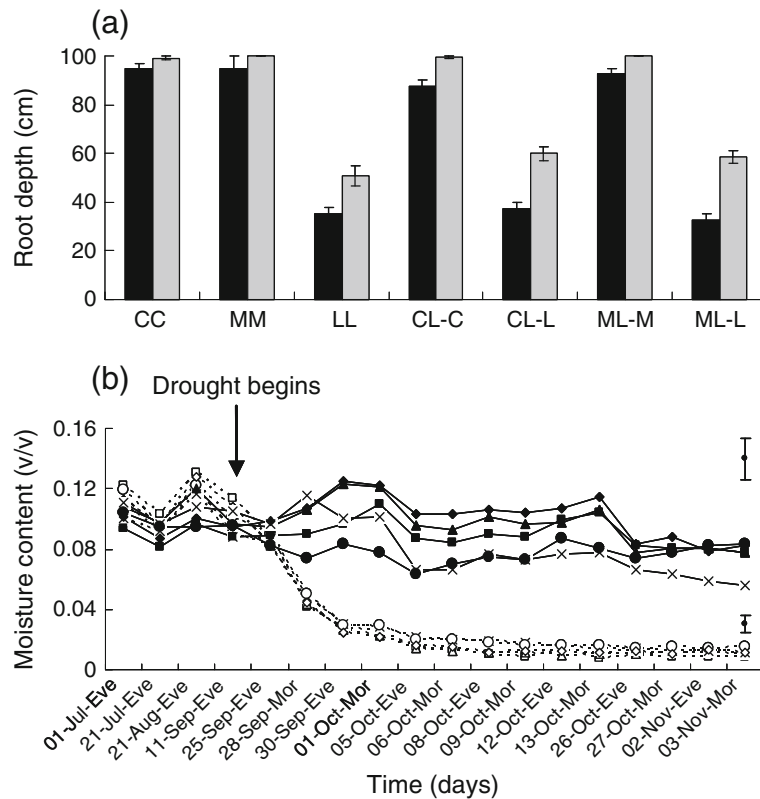 (a)
Root depth (cm)
100
80
60
40
20
0
CC MM LL CL-C CL-L ML-M ML-L
(b)
Drought begins
Moisture content (v/v)
0.16
0.12
0.08
0.04
0
01-Jul-Eve
21-Jul-Eve
21-Aug-Eve
11-Sep-Eve
25-Sep-Eve
28-Sep-Mor
30-Sep-Eve
01-Oct-Mor
05-Oct-Eve
06-Oct-Mor
08-Oct-Eve
09-Oct-Mor
12-Oct-Eve
13-Oct-Mor
26-Oct-Eve
27-Oct-Mor
02-Nov-Eve
03-Nov-Mor
Time (days)